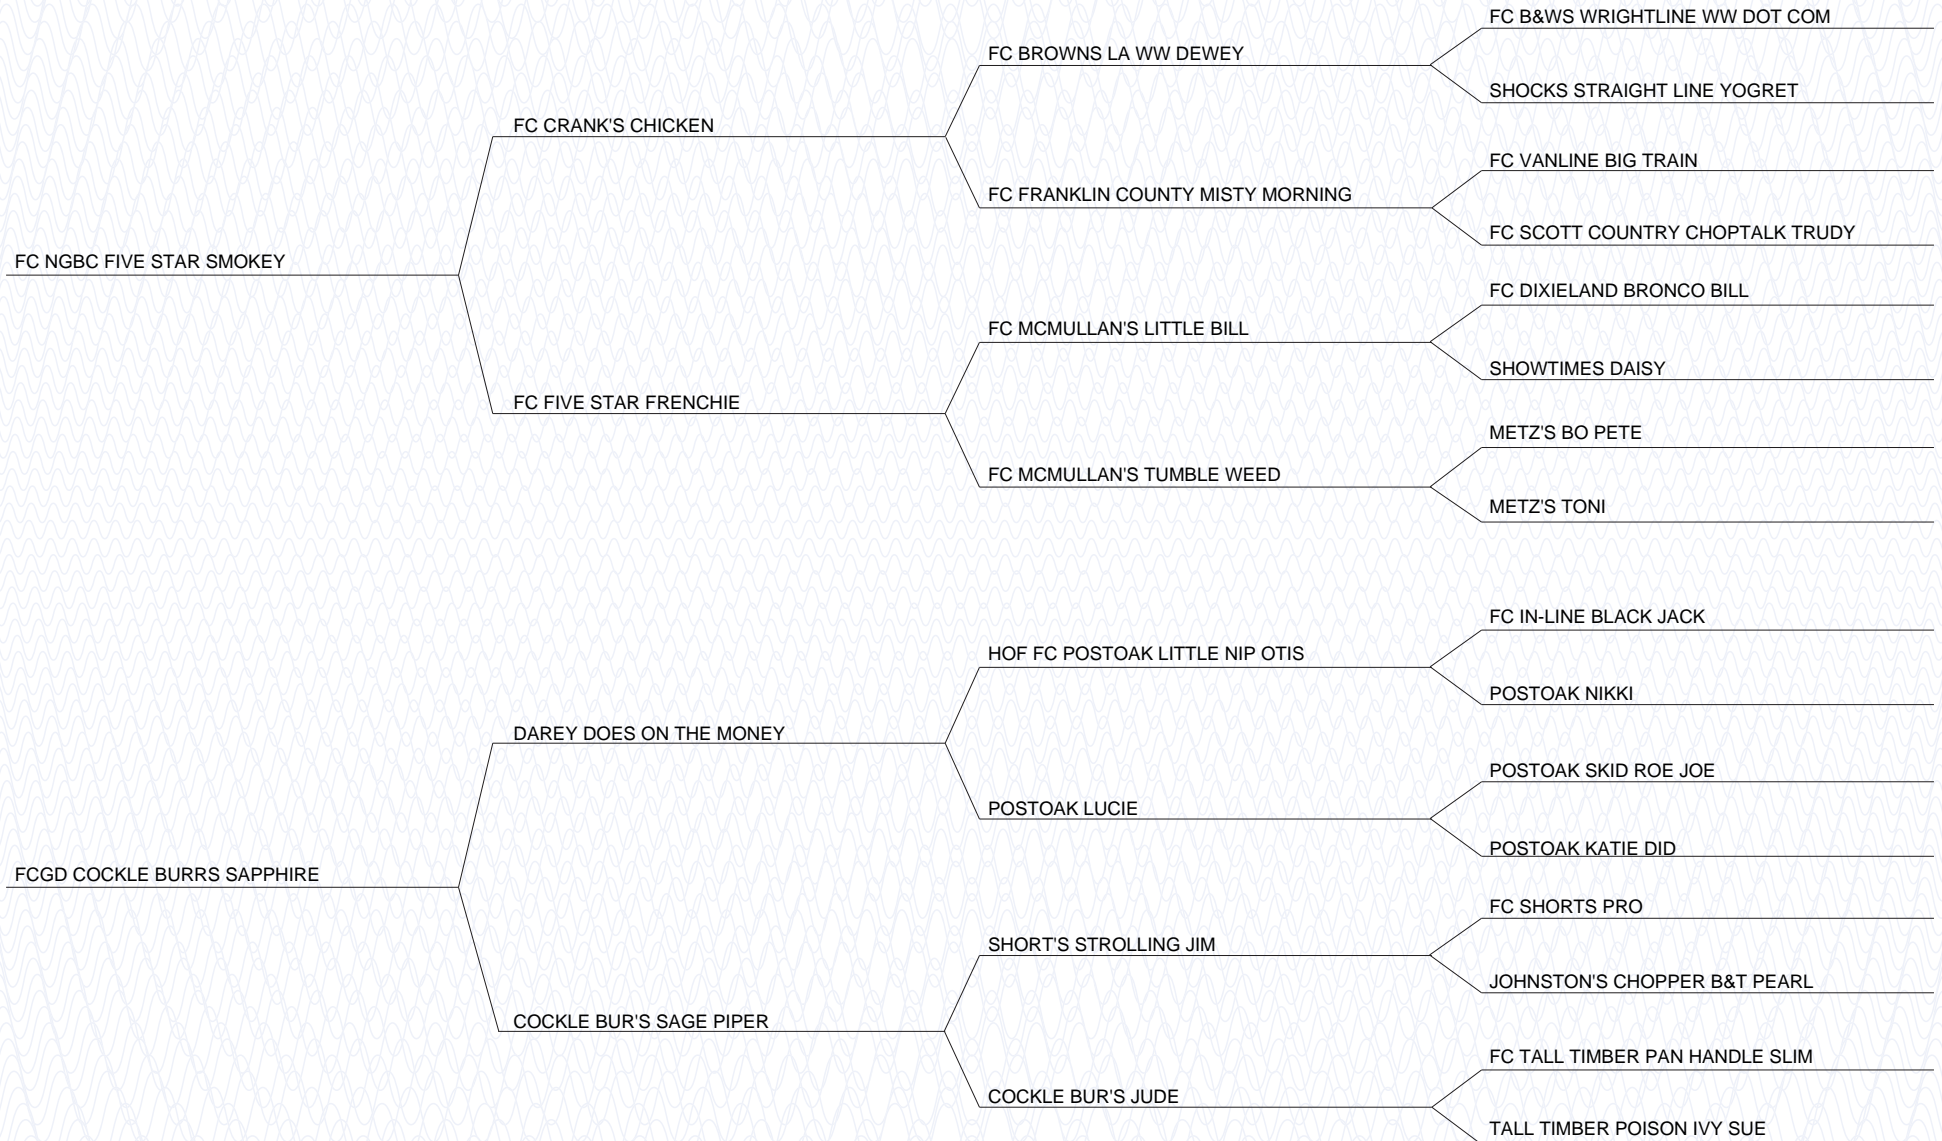 FC B&WS WRIGHTLINE WW DOT COM
FC BROWNS LA WW DEWEY
SHOCKS STRAIGHT LINE YOGRET
FC CRANK'S CHICKEN
FC VANLINE BIG TRAIN
FC FRANKLIN COUNTY MISTY MORNING
FC SCOTT COUNTRY CHOPTALK TRUDY
FC NGBC FIVE STAR SMOKEY
FC DIXIELAND BRONCO BILL
FC MCMULLAN'S LITTLE BILL
SHOWTIMES DAISY
FC FIVE STAR FRENCHIE
METZ'S BO PETE
FC MCMULLAN'S TUMBLE WEED
METZ'S TONI
FC IN-LINE BLACK JACK
HOF FC POSTOAK LITTLE NIP OTIS
POSTOAK NIKKI
DAREY DOES ON THE MONEY
POSTOAK SKID ROE JOE
POSTOAK LUCIE
POSTOAK KATIE DID
FCGD COCKLE BURRS SAPPHIRE
FC SHORTS PRO
SHORT'S STROLLING JIM
JOHNSTON'S CHOPPER B&T PEARL
COCKLE BUR'S SAGE PIPER
FC TALL TIMBER PAN HANDLE SLIM
COCKLE BUR'S JUDE
TALL TIMBER POISON IVY SUE